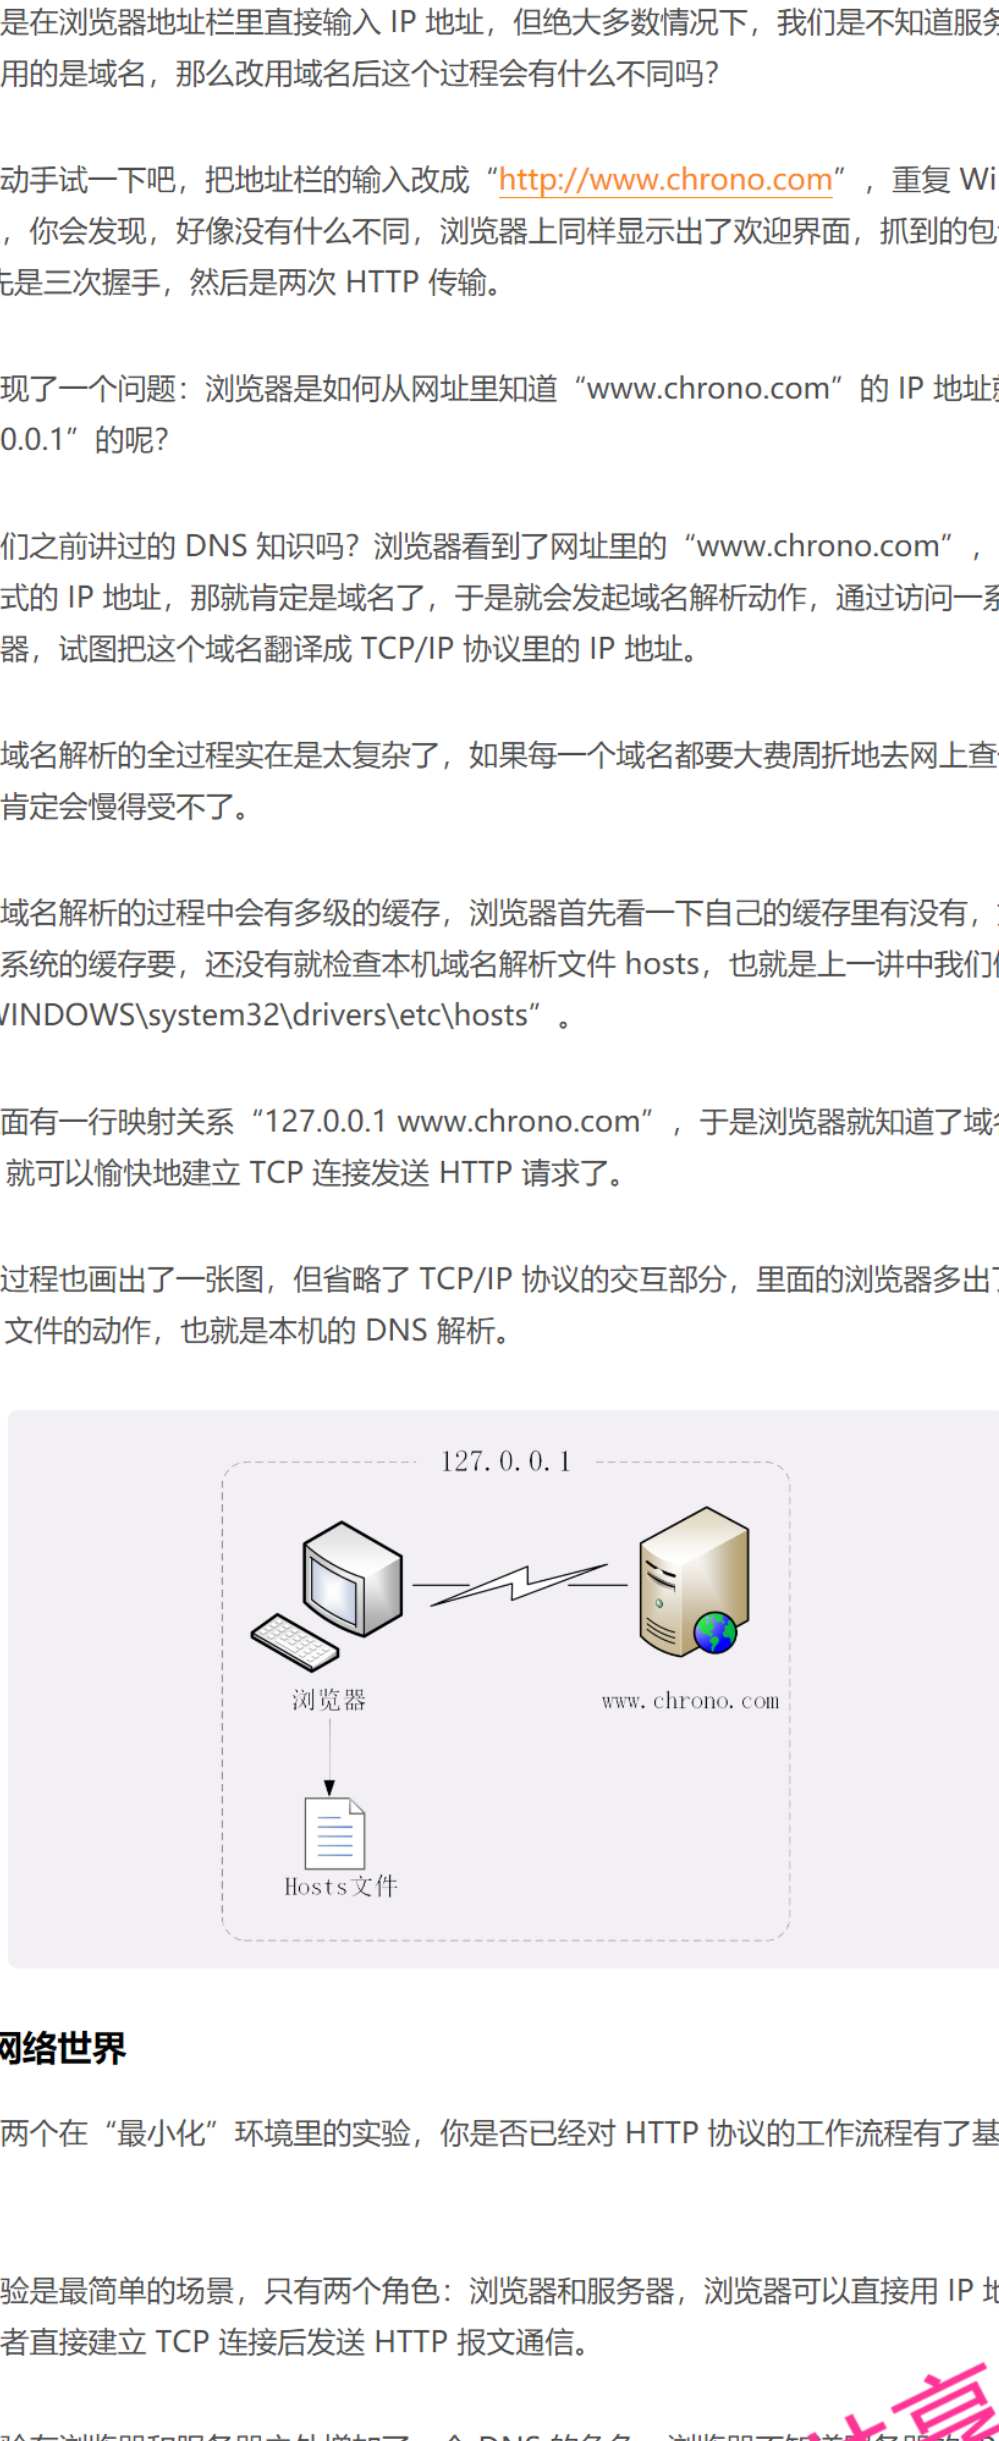 是在浏览器地址栏里直接输入 IP 地址，但绝大多数情况下，我们是不知道服务
用的是域名，那么改用域名后这个过程会有什么不同吗？
动手试一下吧，把地址栏的输入改成“http://www.chrono.com”，重复 Wi
，你会发现，好像没有什么不同，浏览器上同样显示出了欢迎界面，抓到的包
先是三次握手，然后是两次 HTTP 传输。
现了一个问题：浏览器是如何从网址里知道“www.chrono.com”的 IP 地址就
0.0.1”的呢？
们之前讲过的 DNS 知识吗？浏览器看到了网址里的“www.chrono.com”，
式的 IP 地址，那就肯定是域名了，于是就会发起域名解析动作，通过访问一系
器，试图把这个域名翻译成 TCP/IP 协议里的 IP 地址。
域名解析的全过程实在是太复杂了，如果每一个域名都要大费周折地去网上查
肯定会慢得受不了。
域名解析的过程中会有多级的缓存，浏览器首先看一下自己的缓存里有没有，
系统的缓存要，还没有就检查本机域名解析文件 hosts，也就是上一讲中我们
WINDOWS\system32\drivers\etc\hosts”。
面有一行映射关系“127.0.0.1 www.chrono.com”，于是浏览器就知道了域名
就可以愉快地建立 TCP 连接发送 HTTP 请求了。
过程也画出了一张图，但省略了 TCP/IP 协议的交互部分，里面的浏览器多出了
文件的动作，也就是本机的 DNS 解析。
127.0.0.1
浏览器
www.chrono.com
Hosts文件
网络世界
两个在“最小化”环境里的实验，你是否已经对 HTTP 协议的工作流程有了基
验是最简单的场景，只有两个角色：浏览器和服务器，浏览器可以直接用 IP 地
者直接建立 TCP 连接后发送 HTTP 报文通信。
享